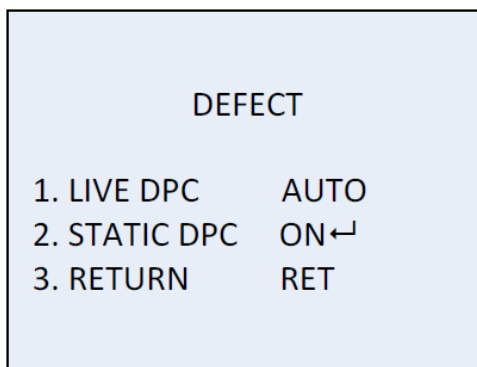 DEFECT
1. LIVE DPC AUTO
2. STATIC DPC ON↵
3. RETURN RET